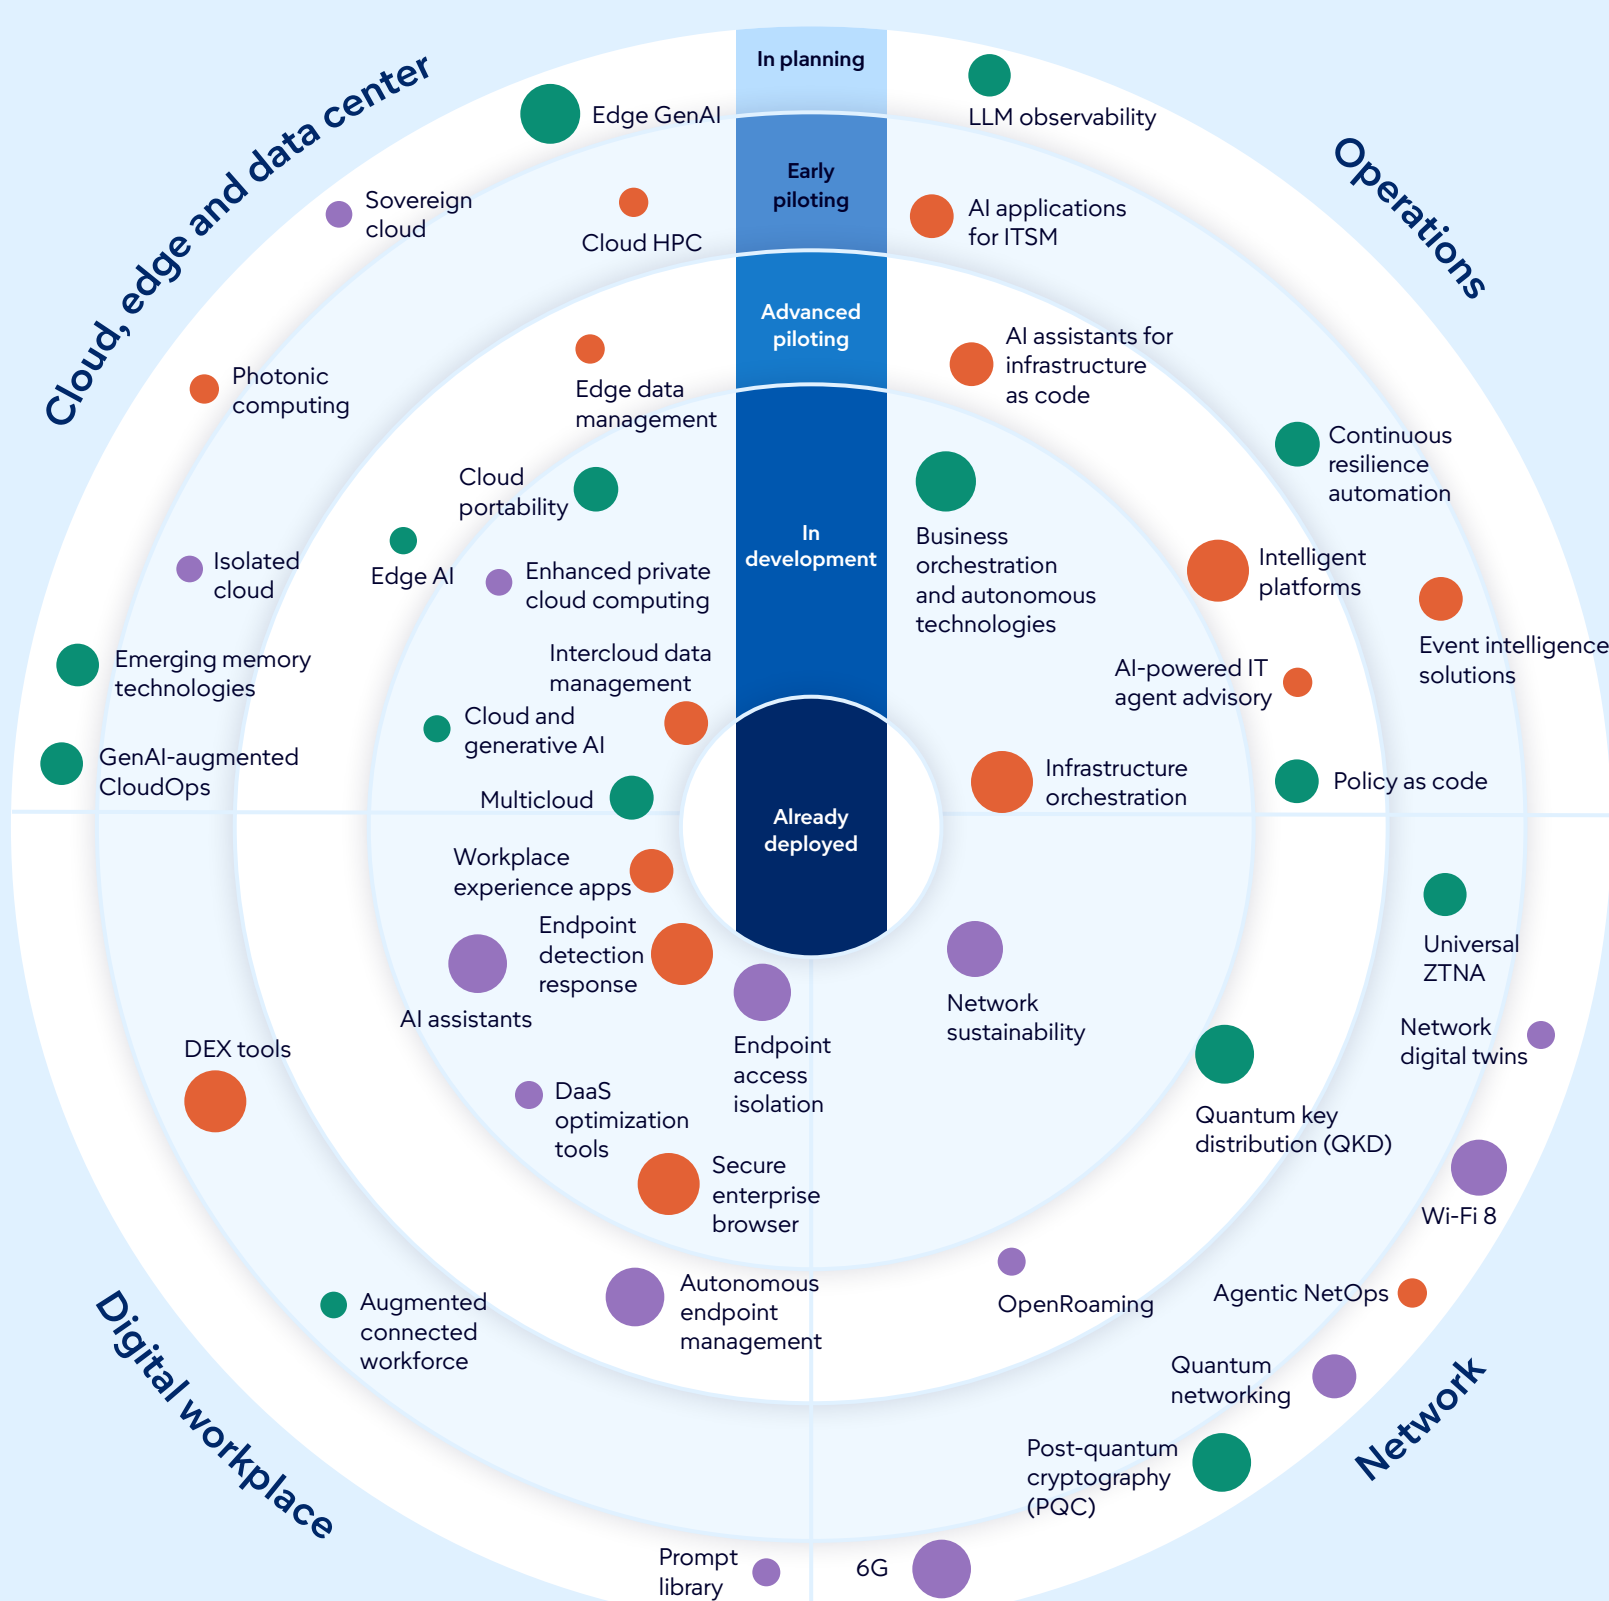 Cloud, edge and data center
Operations
Digital workplace
Network
In planning
Early
piloting
Advanced
piloting
In
development
Already
deployed
Edge GenAI
Sovereign
cloud
Cloud HPC
Photonic
computing
Edge data
management
Cloud
portability
Isolated
cloud
Edge AI
Enhanced private
cloud computing
Intercloud data
management
Emerging memory
technologies
Cloud and
generative AI
GenAI-augmented
CloudOps
Multicloud
LLM observability
AI applications
for ITSM
AI assistants for
infrastructure
as code
Continuous
resilience
automation
Business
orchestration
and autonomous
technologies
Intelligent
platforms
Event intelligence
solutions
AI-powered IT
agent advisory
Infrastructure
orchestration
Policy as code
Workplace
experience apps
Endpoint
detection
response
AI assistants
Endpoint
access
isolation
DEX tools
DaaS
optimization
tools
Secure
enterprise
browser
Autonomous
endpoint
management
Augmented
connected
workforce
Prompt
library
Universal
ZTNA
Network
sustainability
Network
digital twins
Quantum key
distribution (QKD)
Wi-Fi 8
OpenRoaming
Agentic NetOps
Quantum
networking
Post-quantum
cryptography
(PQC)
6G